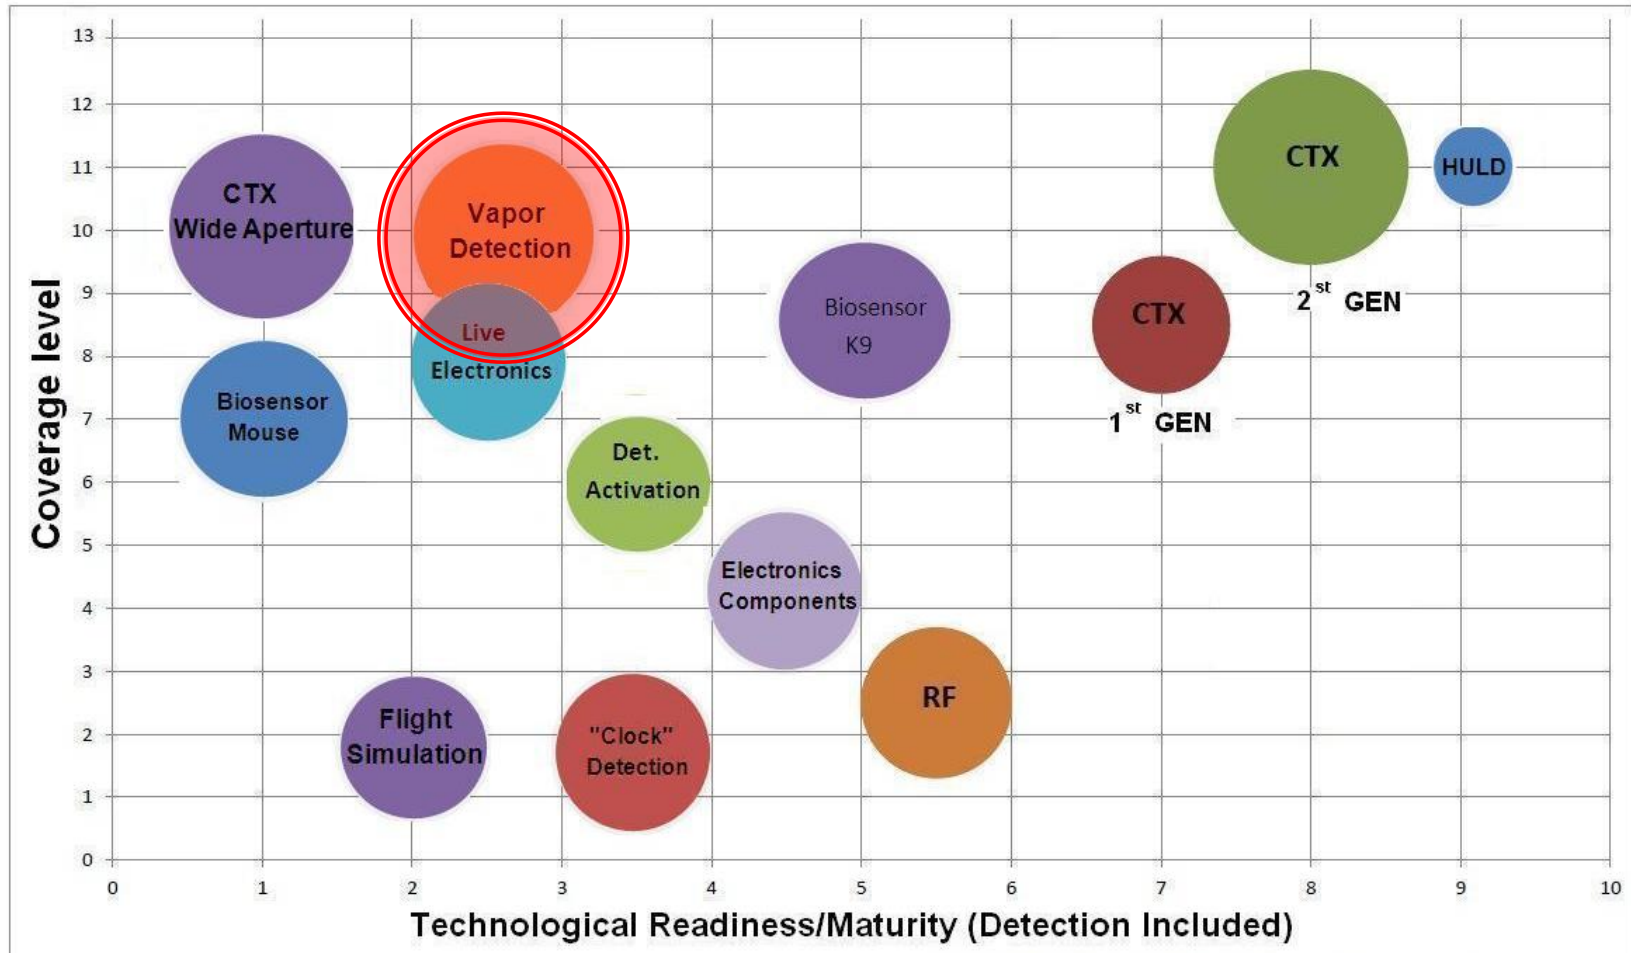 13
12
11
10
9
8
7
6
5
4
3
2
1
0
0 1 2 3 4 5 6 7 8 9 10
Coverage level
Technological Readiness/Maturity (Detection Included)
CTX
Wide Aperture
Vapor
Detection
Live
Electronics
Biosensor
Mouse
Det.
Activation
Biosensor
K9
CTX
1st GEN
CTX
2st GEN
HULD
Electronics
Components
RF
Flight
Simulation
"Clock"
Detection